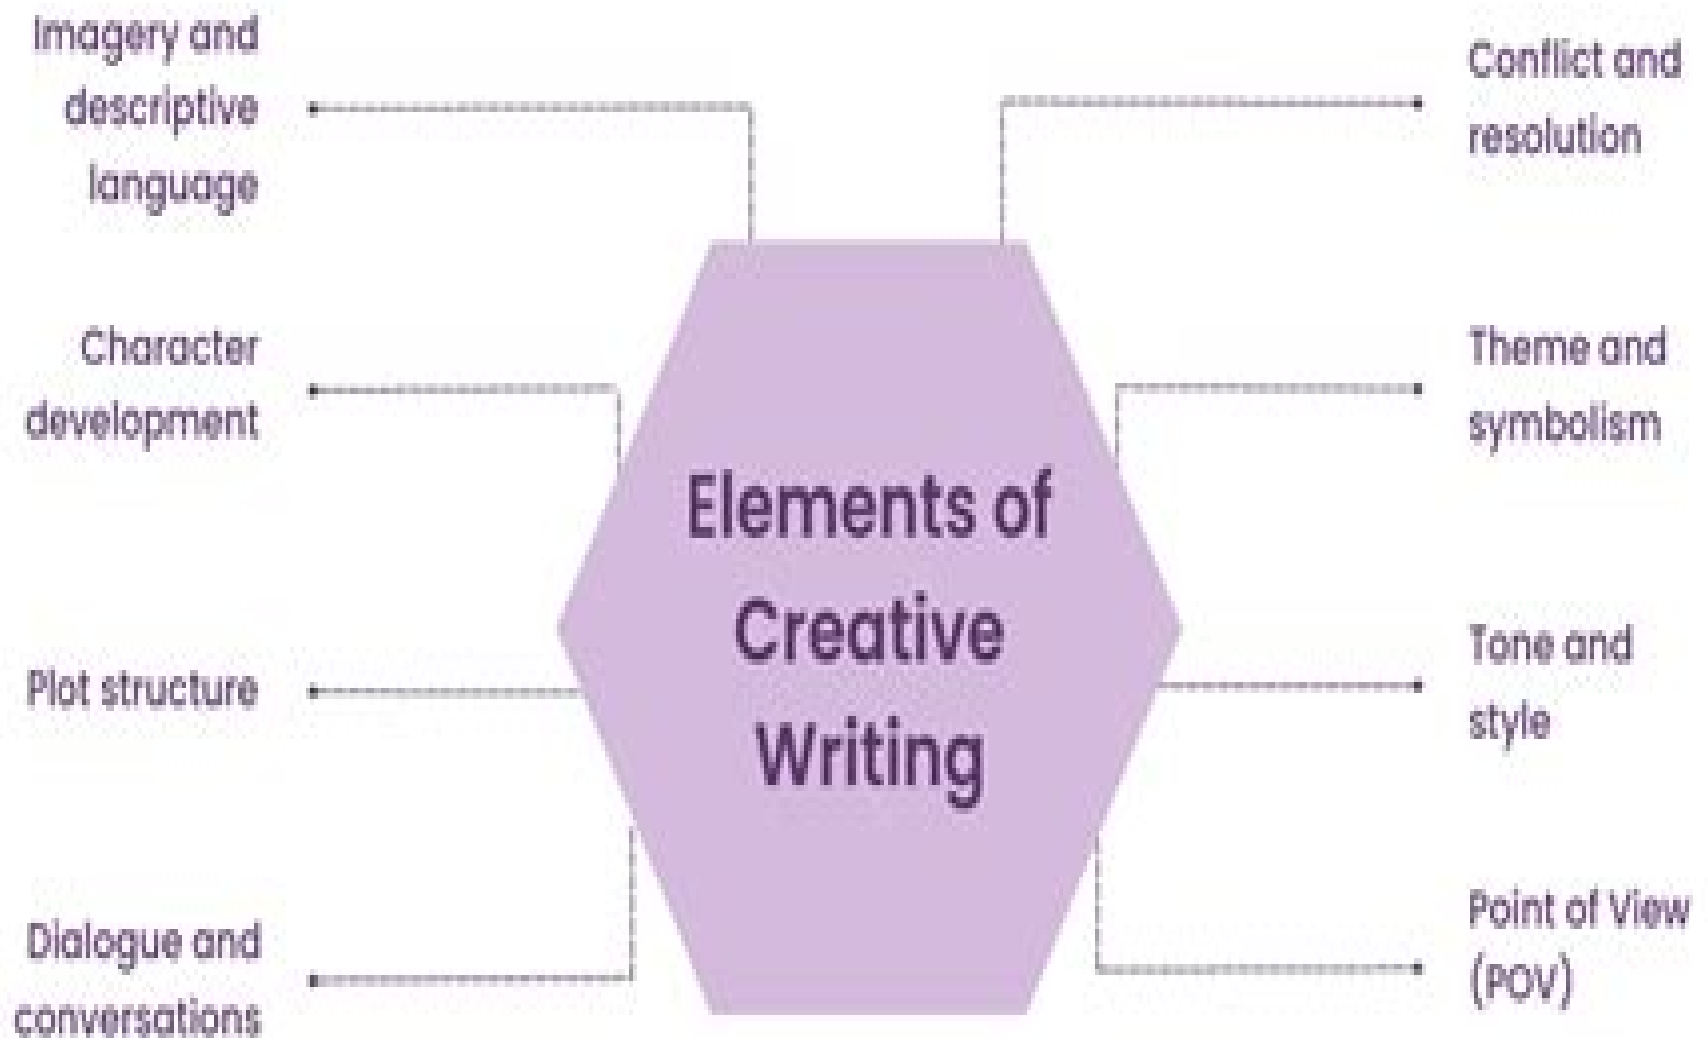 Imagery and
descriptive
language
Character
development
Plot structure
Dialogue and
conversations
Elements of
Creative
Writing
Conflict and
resolution
Theme and
symbolism
Tone and
style
Point of View
(POV)